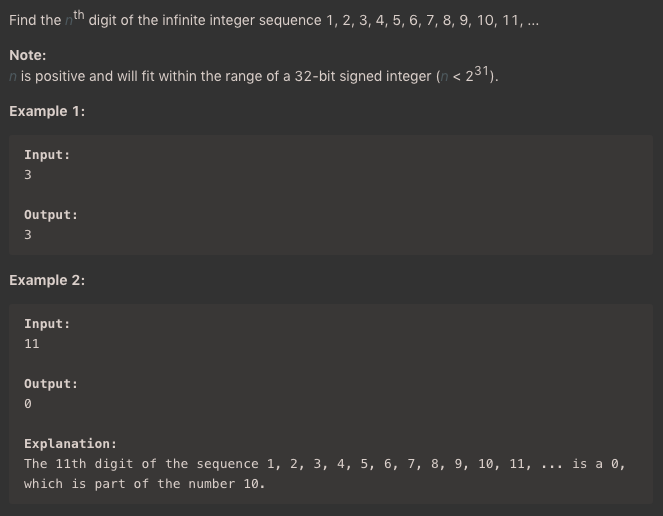 Find the nth digit of the infinite integer sequence 1, 2, 3, 4, 5, 6, 7, 8, 9, 10, 11, ...
Note:
n is positive and will fit within the range of a 32-bit signed integer (n < 2^31).
Example 1:
Input:
3
Output:
3
Example 2:
Input:
11
Output:
0
Explanation:
The 11th digit of the sequence 1, 2, 3, 4, 5, 6, 7, 8, 9, 10, 11, ... is a 0,
which is part of the number 10.